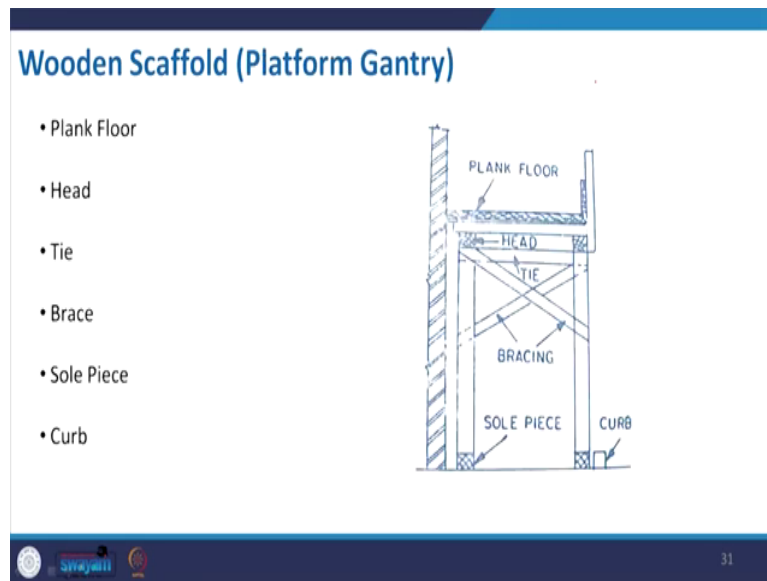 Wooden Scaffold (Platform Gantry)
• Plank Floor
• Head
• Tie
• Brace
• Sole Piece
• Curb
PLANK FLOOR
HEAD
TIE
BRACING
SOLE PIECE
CURB
swayam
31